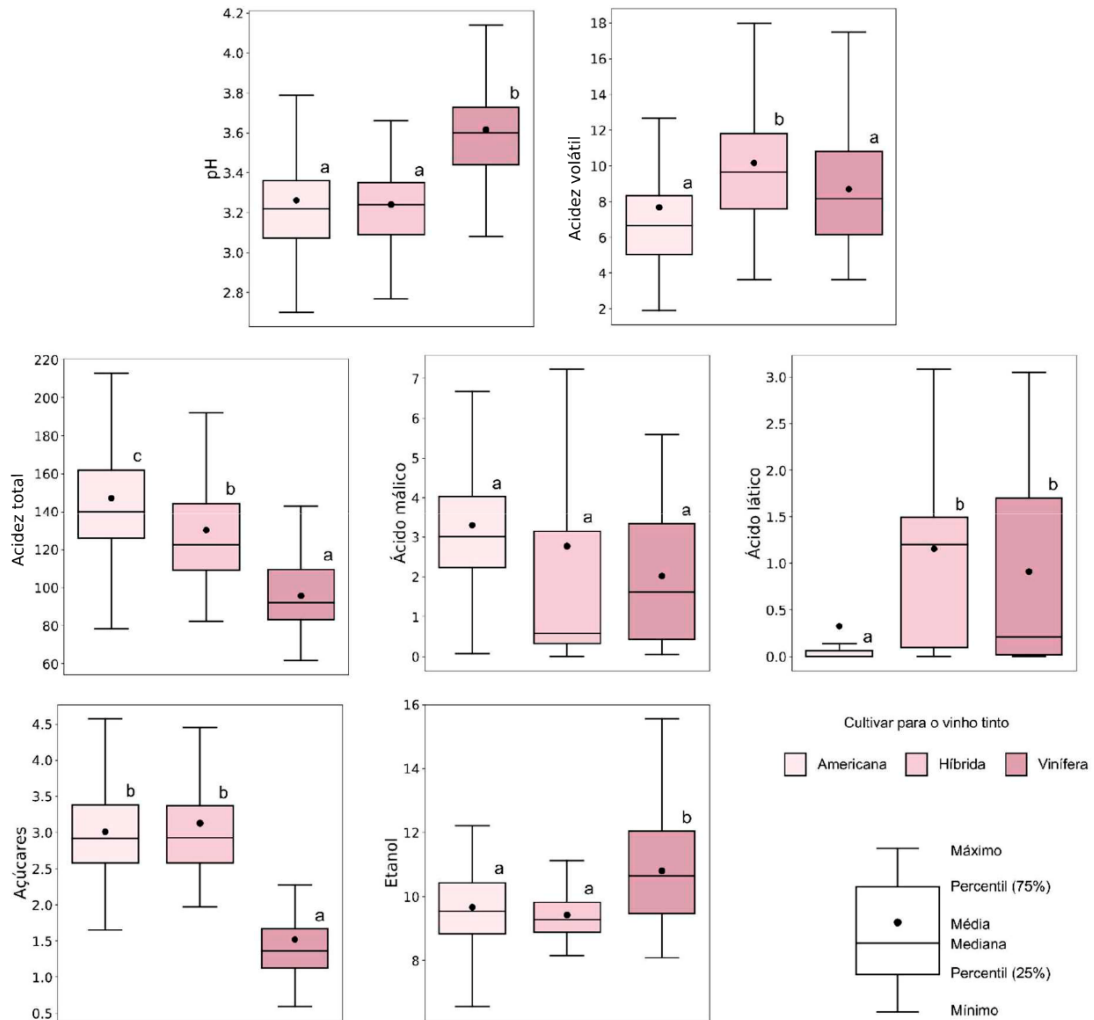 pH
4.2
4.0
3.8
3.6
3.4
3.2
3.0
2.8
a
a
b
Acidez volátil
18
16
14
12
10
8
6
4
2
a
b
a
Acidez total
220
200
180
160
140
120
100
80
60
c
b
a
Ácido málico
7
6
5
4
3
2
1
0
a
a
a
Ácido lático
3.0
2.5
2.0
1.5
1.0
0.5
0.0
a
b
b
Açúcares
4.5
4.0
3.5
3.0
2.5
2.0
1.5
1.0
0.5
b
b
a
Etanol
16
14
12
10
8
a
a
b
Cultivar para o vinho tinto
Americana Híbrida Vinífera
Máximo
Percentil (75%)
Média
Mediana
Percentil (25%)
Mínimo